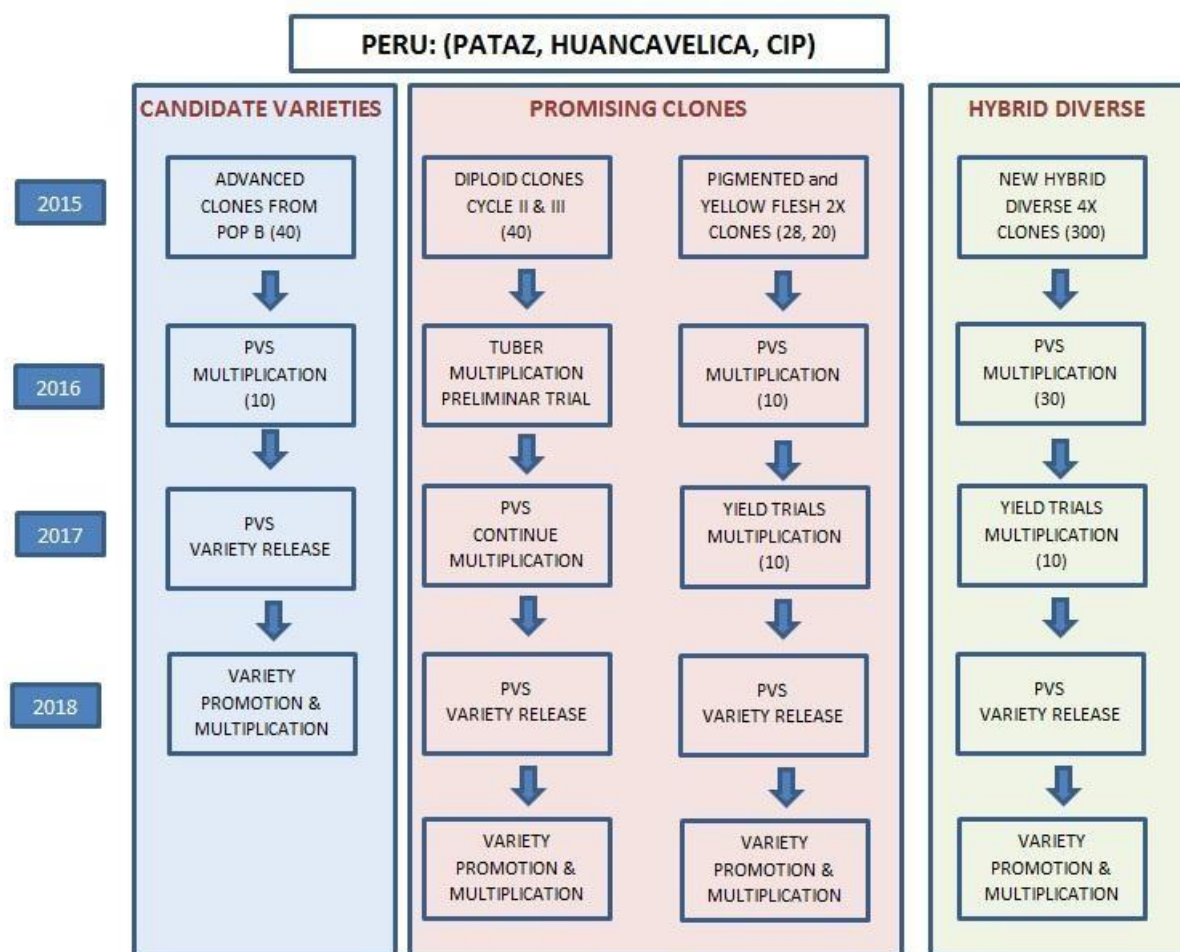 PERU: (PATAZ, HUANCAVELICA, CIP)
CANDIDATE VARIETIES
PROMISING CLONES
HYBRID DIVERSE
2015
ADVANCED
CLONES FROM
POP B (40)
DIPLOID CLONES
CYCLE II & III
(40)
PIGMENTED and
YELLOW FLESH 2X
CLONES (28, 20)
NEW HYBRID
DIVERSE 4X
CLONES (300)
2016
PVS
MULTIPLICATION
(10)
TUBER
MULTIPLICATION
PRELIMINAR TRIAL
PVS
MULTIPLICATION
(10)
PVS
MULTIPLICATION
(30)
2017
PVS
VARIETY RELEASE
PVS
CONTINUE
MULTIPLICATION
YIELD TRIALS
MULTIPLICATION
(10)
YIELD TRIALS
MULTIPLICATION
(10)
2018
VARIETY
PROMOTION &
MULTIPLICATION
PVS
VARIETY RELEASE
PVS
VARIETY RELEASE
PVS
VARIETY RELEASE
VARIETY
PROMOTION &
MULTIPLICATION
VARIETY
PROMOTION &
MULTIPLICATION
VARIETY
PROMOTION &
MULTIPLICATION